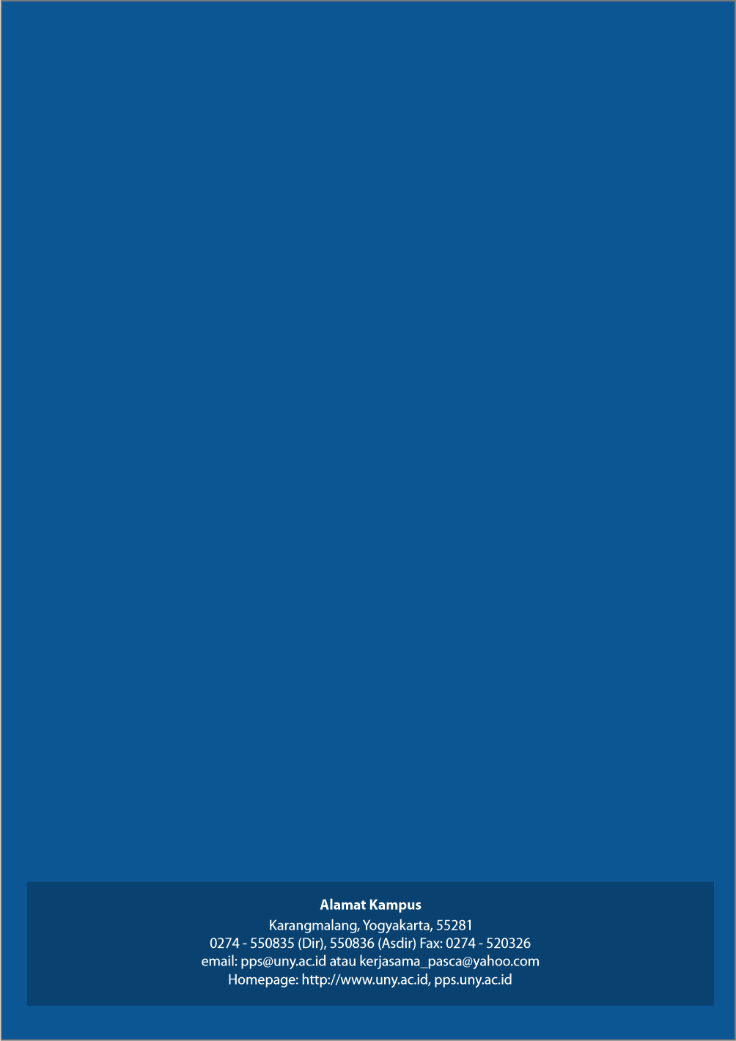 Alamat Kampus
Karangmalang, Yogyakarta, 55281
0274 - 550835 (Dir), 550836 (Asdir) Fax: 0274 - 520326
email: pps@uny.ac.id atau kerjasama_pasca@yahoo.com
Homepage: http://www.uny.ac.id, pps.uny.ac.id